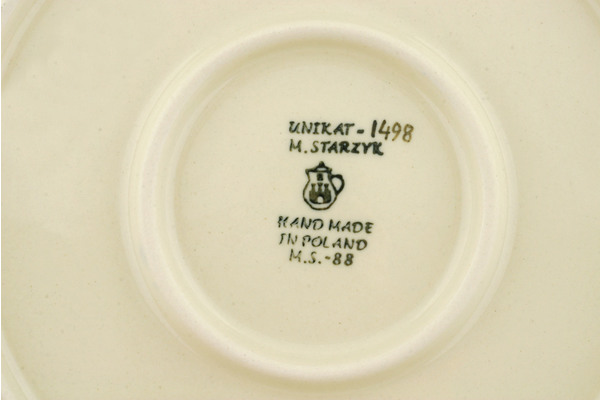 UNIKAT - 1498
M. STARZYK
HAND MADE
IN POLAND
M.S.-88